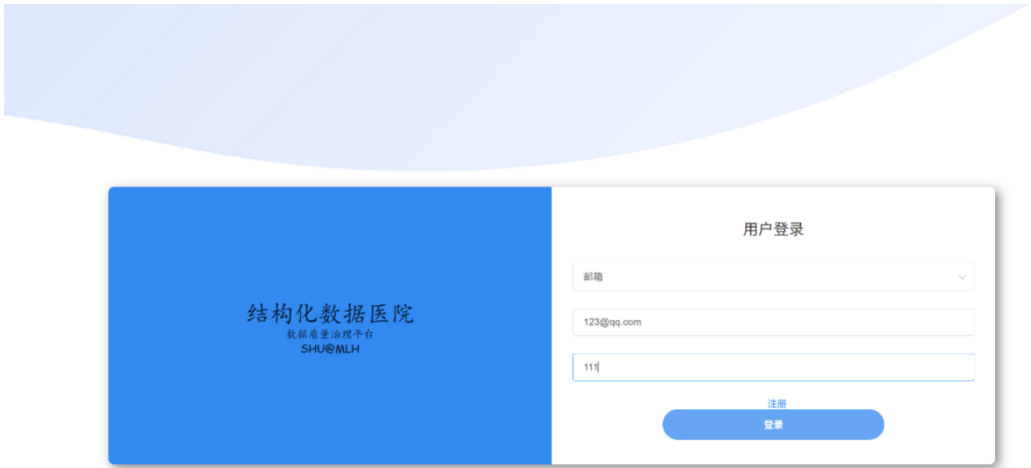 结构化数据医院
数据质量治理平台
SHU@MLH
用户登录
邮箱
123@qq.com
111
注册
登录